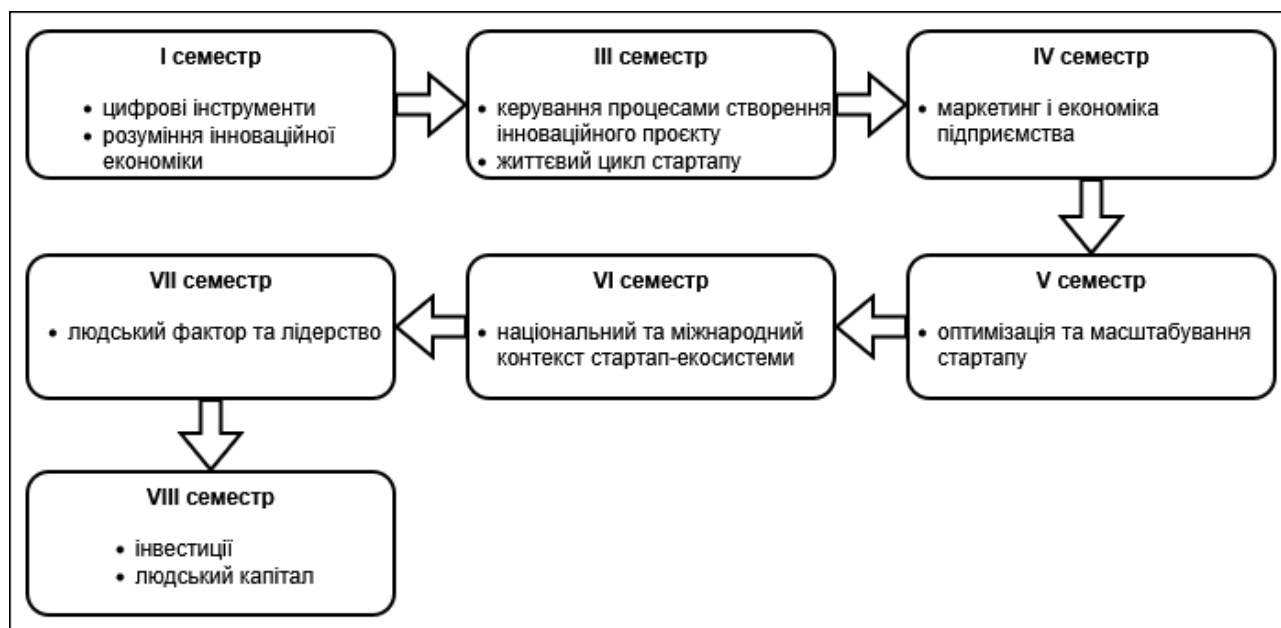 I семестр
• цифрові інструменти
• розуміння інноваційної
економіки
III семестр
• керування процесами створення
інноваційного проєкту
• життєвий цикл стартапу
IV семестр
• маркетинг і економіка
підприємства
V семестр
• оптимізація та масштабування
стартапу
VI семестр
• національний та міжнародний
контекст стартап-екосистеми
VII семестр
• людський фактор та лідерство
VIII семестр
• інвестиції
• людський капітал